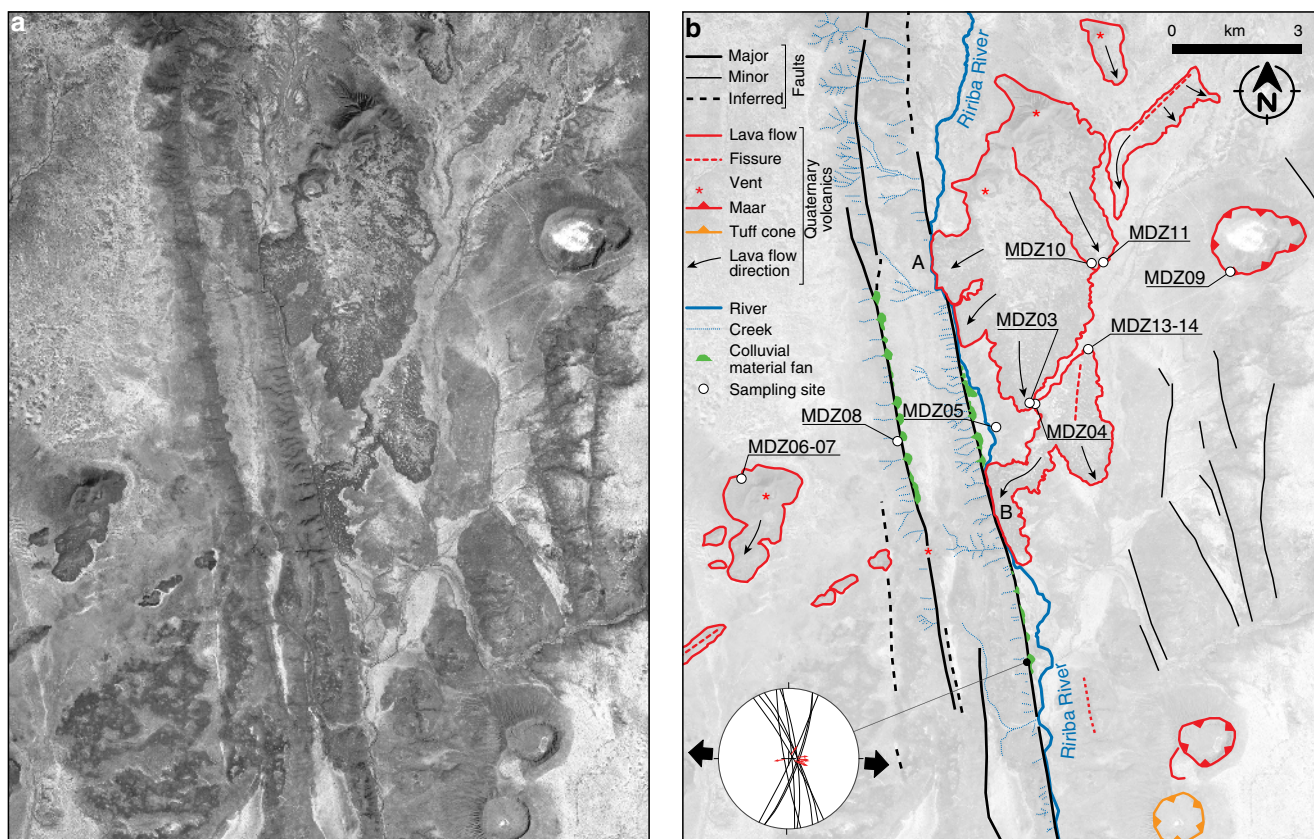 a
b
0 km 3
N
Major
Minor
Inferred
Faults
Lava flow
Fissure
Vent
Maar
Tuff cone
Lava flow
direction
Quaternary
volcanics
River
Creek
Colluvial
material fan
Sampling site
Ririba River
A
MDZ10
MDZ11
MDZ09
MDZ03
MDZ13-14
MDZ08
MDZ05
MDZ04
MDZ06-07
B
Ririba River